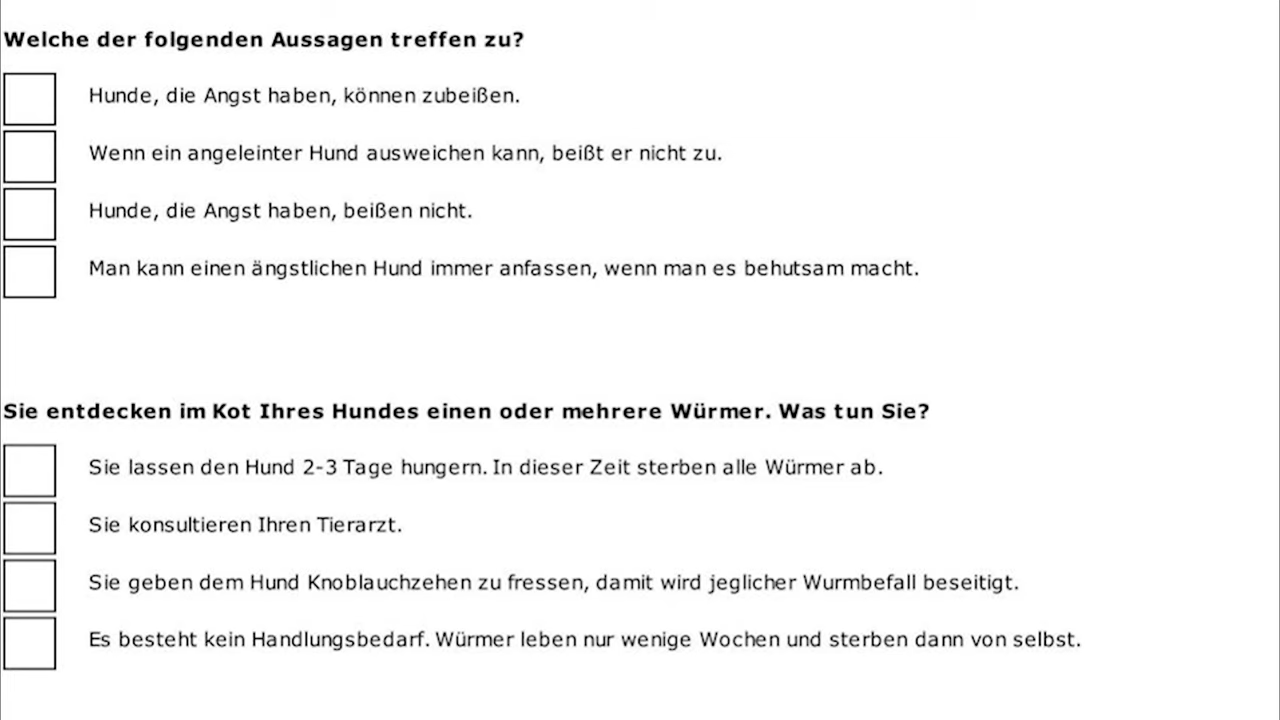 Welche der folgenden Aussagen treffen zu?
Hunde, die Angst haben, können zubeißen.
Wenn ein angeleinter Hund ausweichen kann, beißt er nicht zu.
Hunde, die Angst haben, beißen nicht.
Man kann einen ängstlichen Hund immer anfassen, wenn man es behutsam macht.
Sie entdecken im Kot Ihres Hundes einen oder mehrere Würmer. Was tun Sie?
Sie lassen den Hund 2-3 Tage hungern. In dieser Zeit sterben alle Würmer ab.
Sie konsultieren Ihren Tierarzt.
Sie geben dem Hund Knoblauchzehen zu fressen, damit wird jeglicher Wurmbefall beseitigt.
Es besteht kein Handlungsbedarf. Würmer leben nur wenige Wochen und sterben dann von selbst.